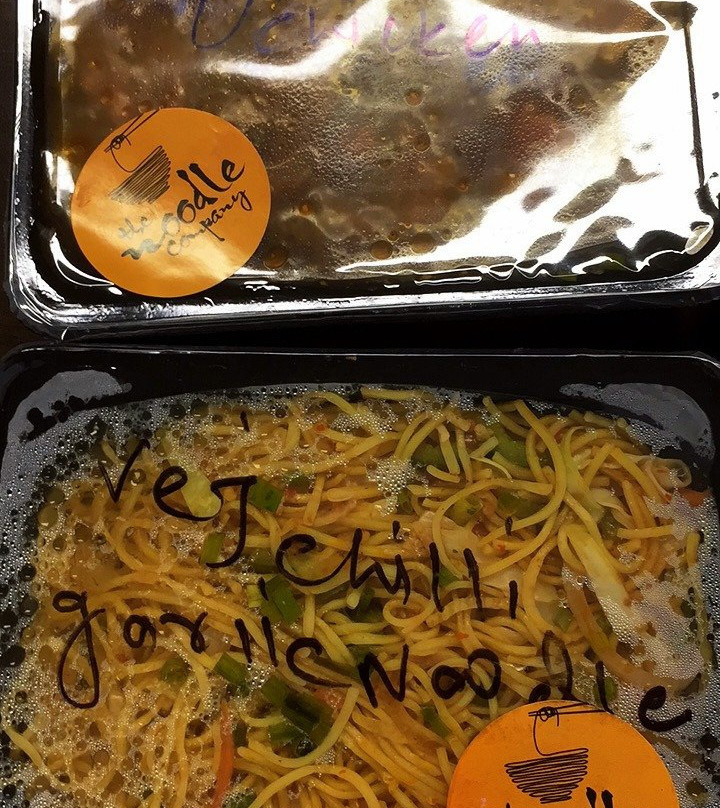 chicken
the
noodle
company
Veg
chilli
garlic Noodle